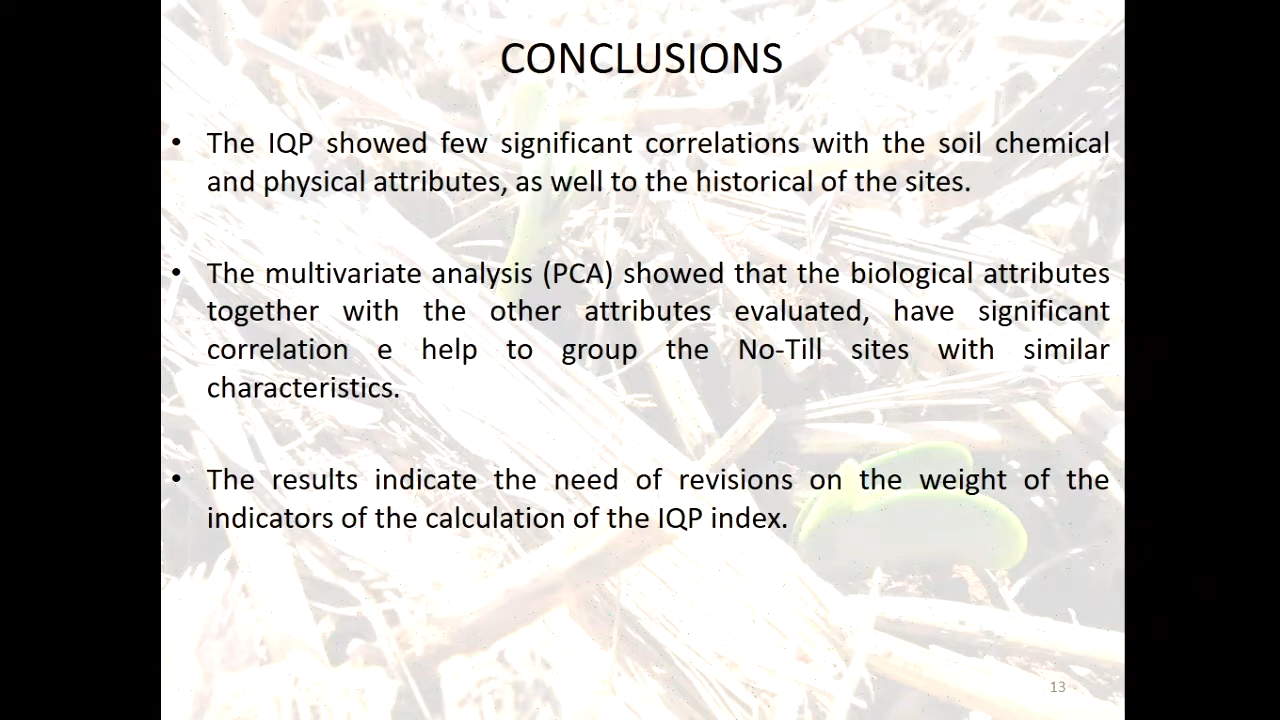 CONCLUSIONS
• The IQP showed few significant correlations with the soil chemical
and physical attributes, as well to the historical of the sites.
• The multivariate analysis (PCA) showed that the biological attributes
together with the other attributes evaluated, have significant
correlation e help to group the No-Till sites with similar
characteristics.
• The results indicate the need of revisions on the weight of the
indicators of the calculation of the IQP index.
13